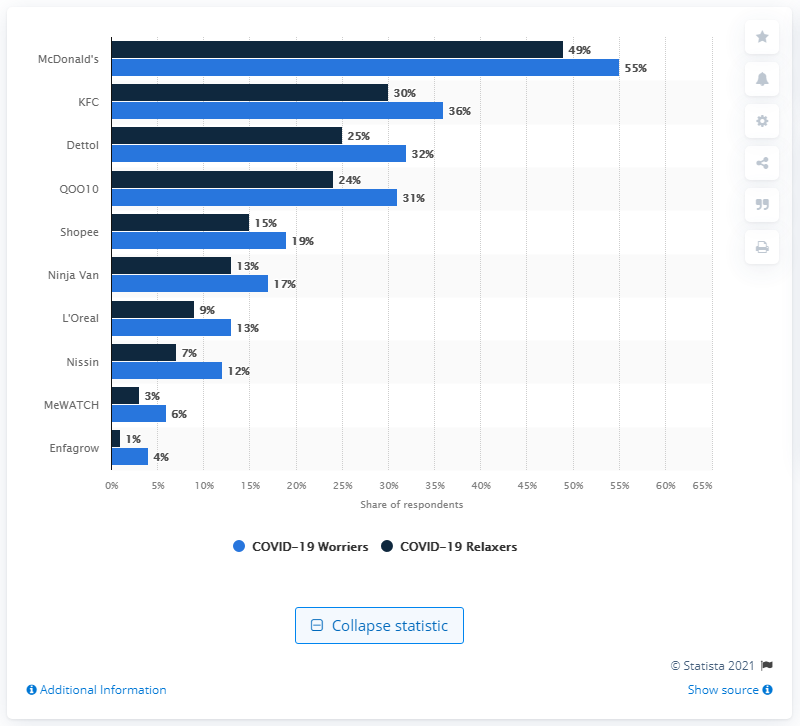 McDonald's
49%
55%
KFC
30%
36%
Dettol
25%
32%
QOO10
24%
31%
Shopee
15%
19%
Ninja Van
13%
17%
L'Oreal
9%
13%
Nissin
7%
12%
MeWATCH
3%
6%
Enfagrow
1%
4%
0% 5% 10% 15% 20% 25% 30% 35% 40% 45% 50% 55% 60% 65%
Share of respondents
COVID-19 Worriers COVID-19 Relaxers
Collapse statistic
© Statista 2021
Additional Information Show source